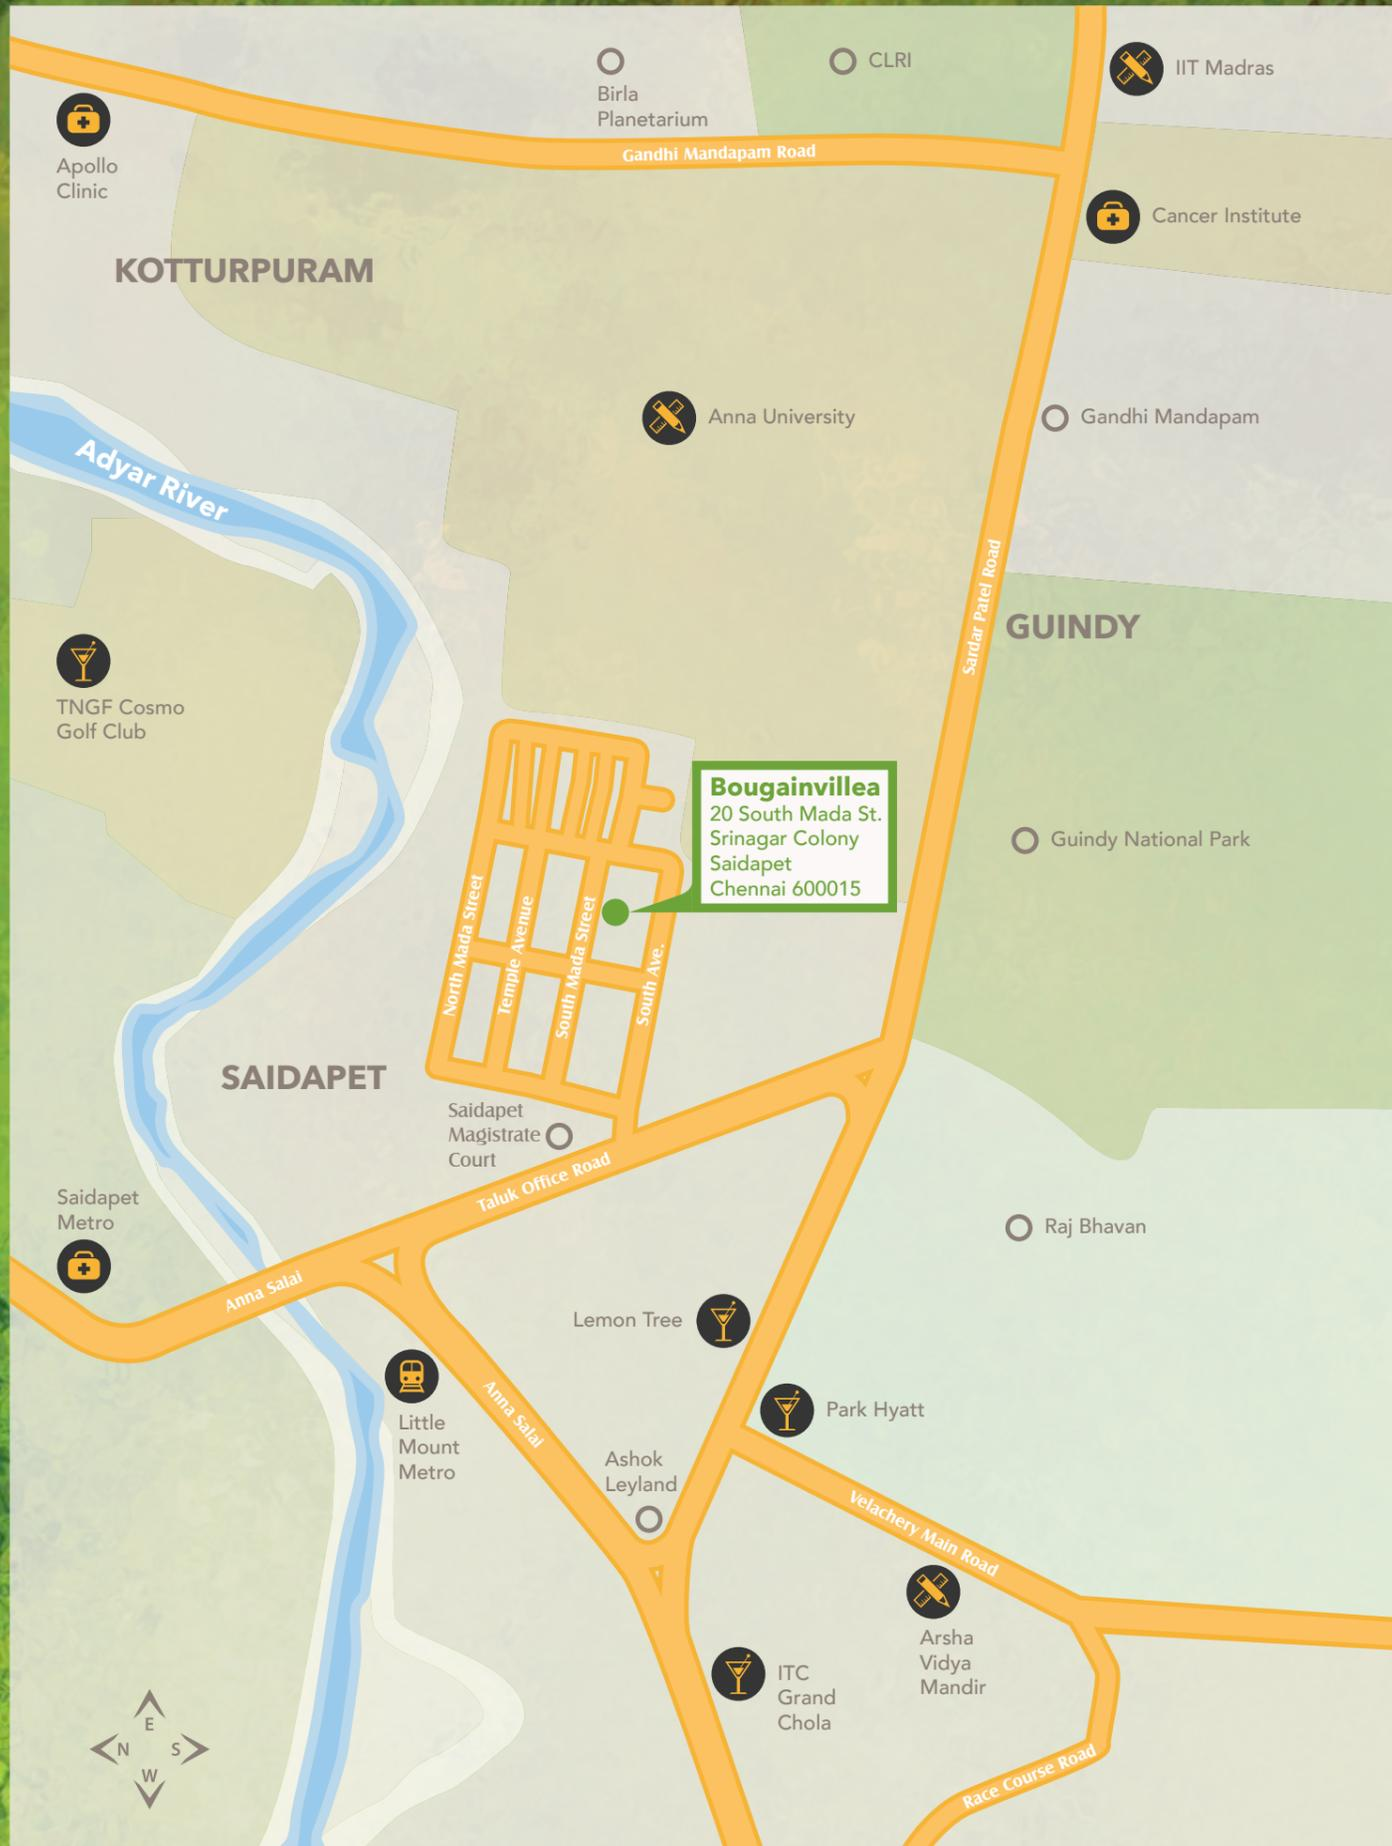 Birla
Planetarium
CLRI
IIT Madras
Apollo
Clinic
Gandhi Mandapam Road
Cancer Institute
KOTTURPURAM
Anna University
Gandhi Mandapam
Adyar River
Sardar Patel Road
GUINDY
TNGF Cosmo
Golf Club
Bougainvillea
20 South Mada St.
Srinagar Colony
Saidapet
Chennai 600015
Guindy National Park
North Mada Street
Temple Avenue
South Mada Street
South Ave.
SAIDAPET
Saidapet
Magistrate
Court
Taluk Office Road
Saidapet
Metro
Raj Bhavan
Anna Salai
Lemon Tree
Little
Mount
Metro
Anna Salai
Park Hyatt
Ashok
Leyland
Velachery Main Road
Arsha
Vidya
Mandir
ITC
Grand
Chola
Race Course Road
E
N S
W